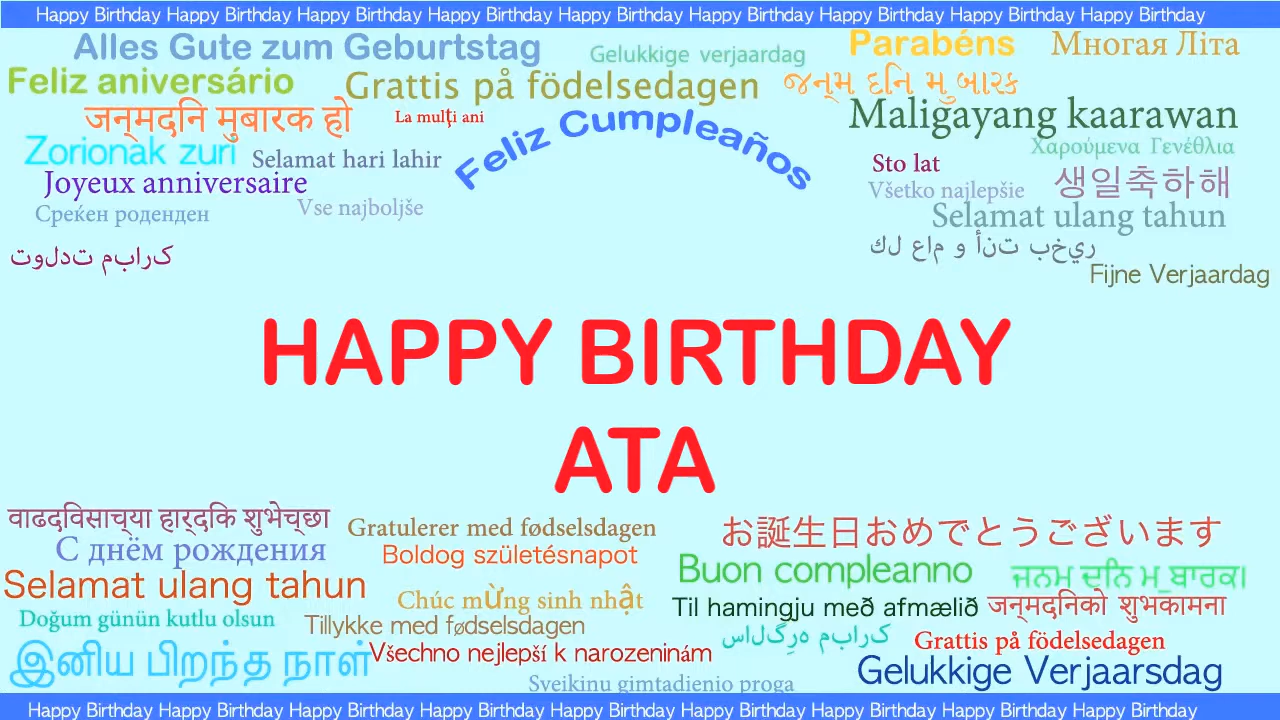 Happy Birthday Happy Birthday Happy Birthday Happy Birthday Happy Birthday Happy Birthday Happy Birthday Happy Birthday Happy Birthday
Alles Gute zum Geburtstag
Gelukkige verjaardag
Parabéns
Многая Літа
Feliz aniversário
Grattis på födelsedagen
જન્મ દનિ મુબારક
जन्मदनि मुबारक हो
La mulţi ani
Feliz Cumpleaños
Maligayang kaarawan
Zorionak zuri
Selamat hari lahir
Χαρούμενα Γενέθλια
Sto lat
Joyeux anniversaire
Všetko najlepšie
생일축하해
Среќен роденден
Vse najboljše
Selamat ulang tahun
تولدت مبارک
كل عام و أنت بخير
Fijne Verjaardag
HAPPY BIRTHDAY
ATA
वाढदविसाच्या हार्दकि शुभेच्छा
Gratulerer med fødselsdagen
お誕生日おめでとうございます
С днём рождения
Boldog születésnapot
Buon compleanno
ਜਨਮ ਦਨਿ ਮੁਬਾਰਕ।
Selamat ulang tahun
Chúc mừng sinh nhật
Til hamingju með afmælið
जन्मदनिको शुभकामना
Doğum günün kutlu olsun
Tillykke med fødselsdagen
سالگرہ مبارک
Grattis på födelsedagen
இனிய பிறந்த நாள்
Všechno nejlepší k narozeninám
Gelukkige Verjaarsdag
Sveikinu gimtadienio proga
Happy Birthday Happy Birthday Happy Birthday Happy Birthday Happy Birthday Happy Birthday Happy Birthday Happy Birthday Happy Birthday